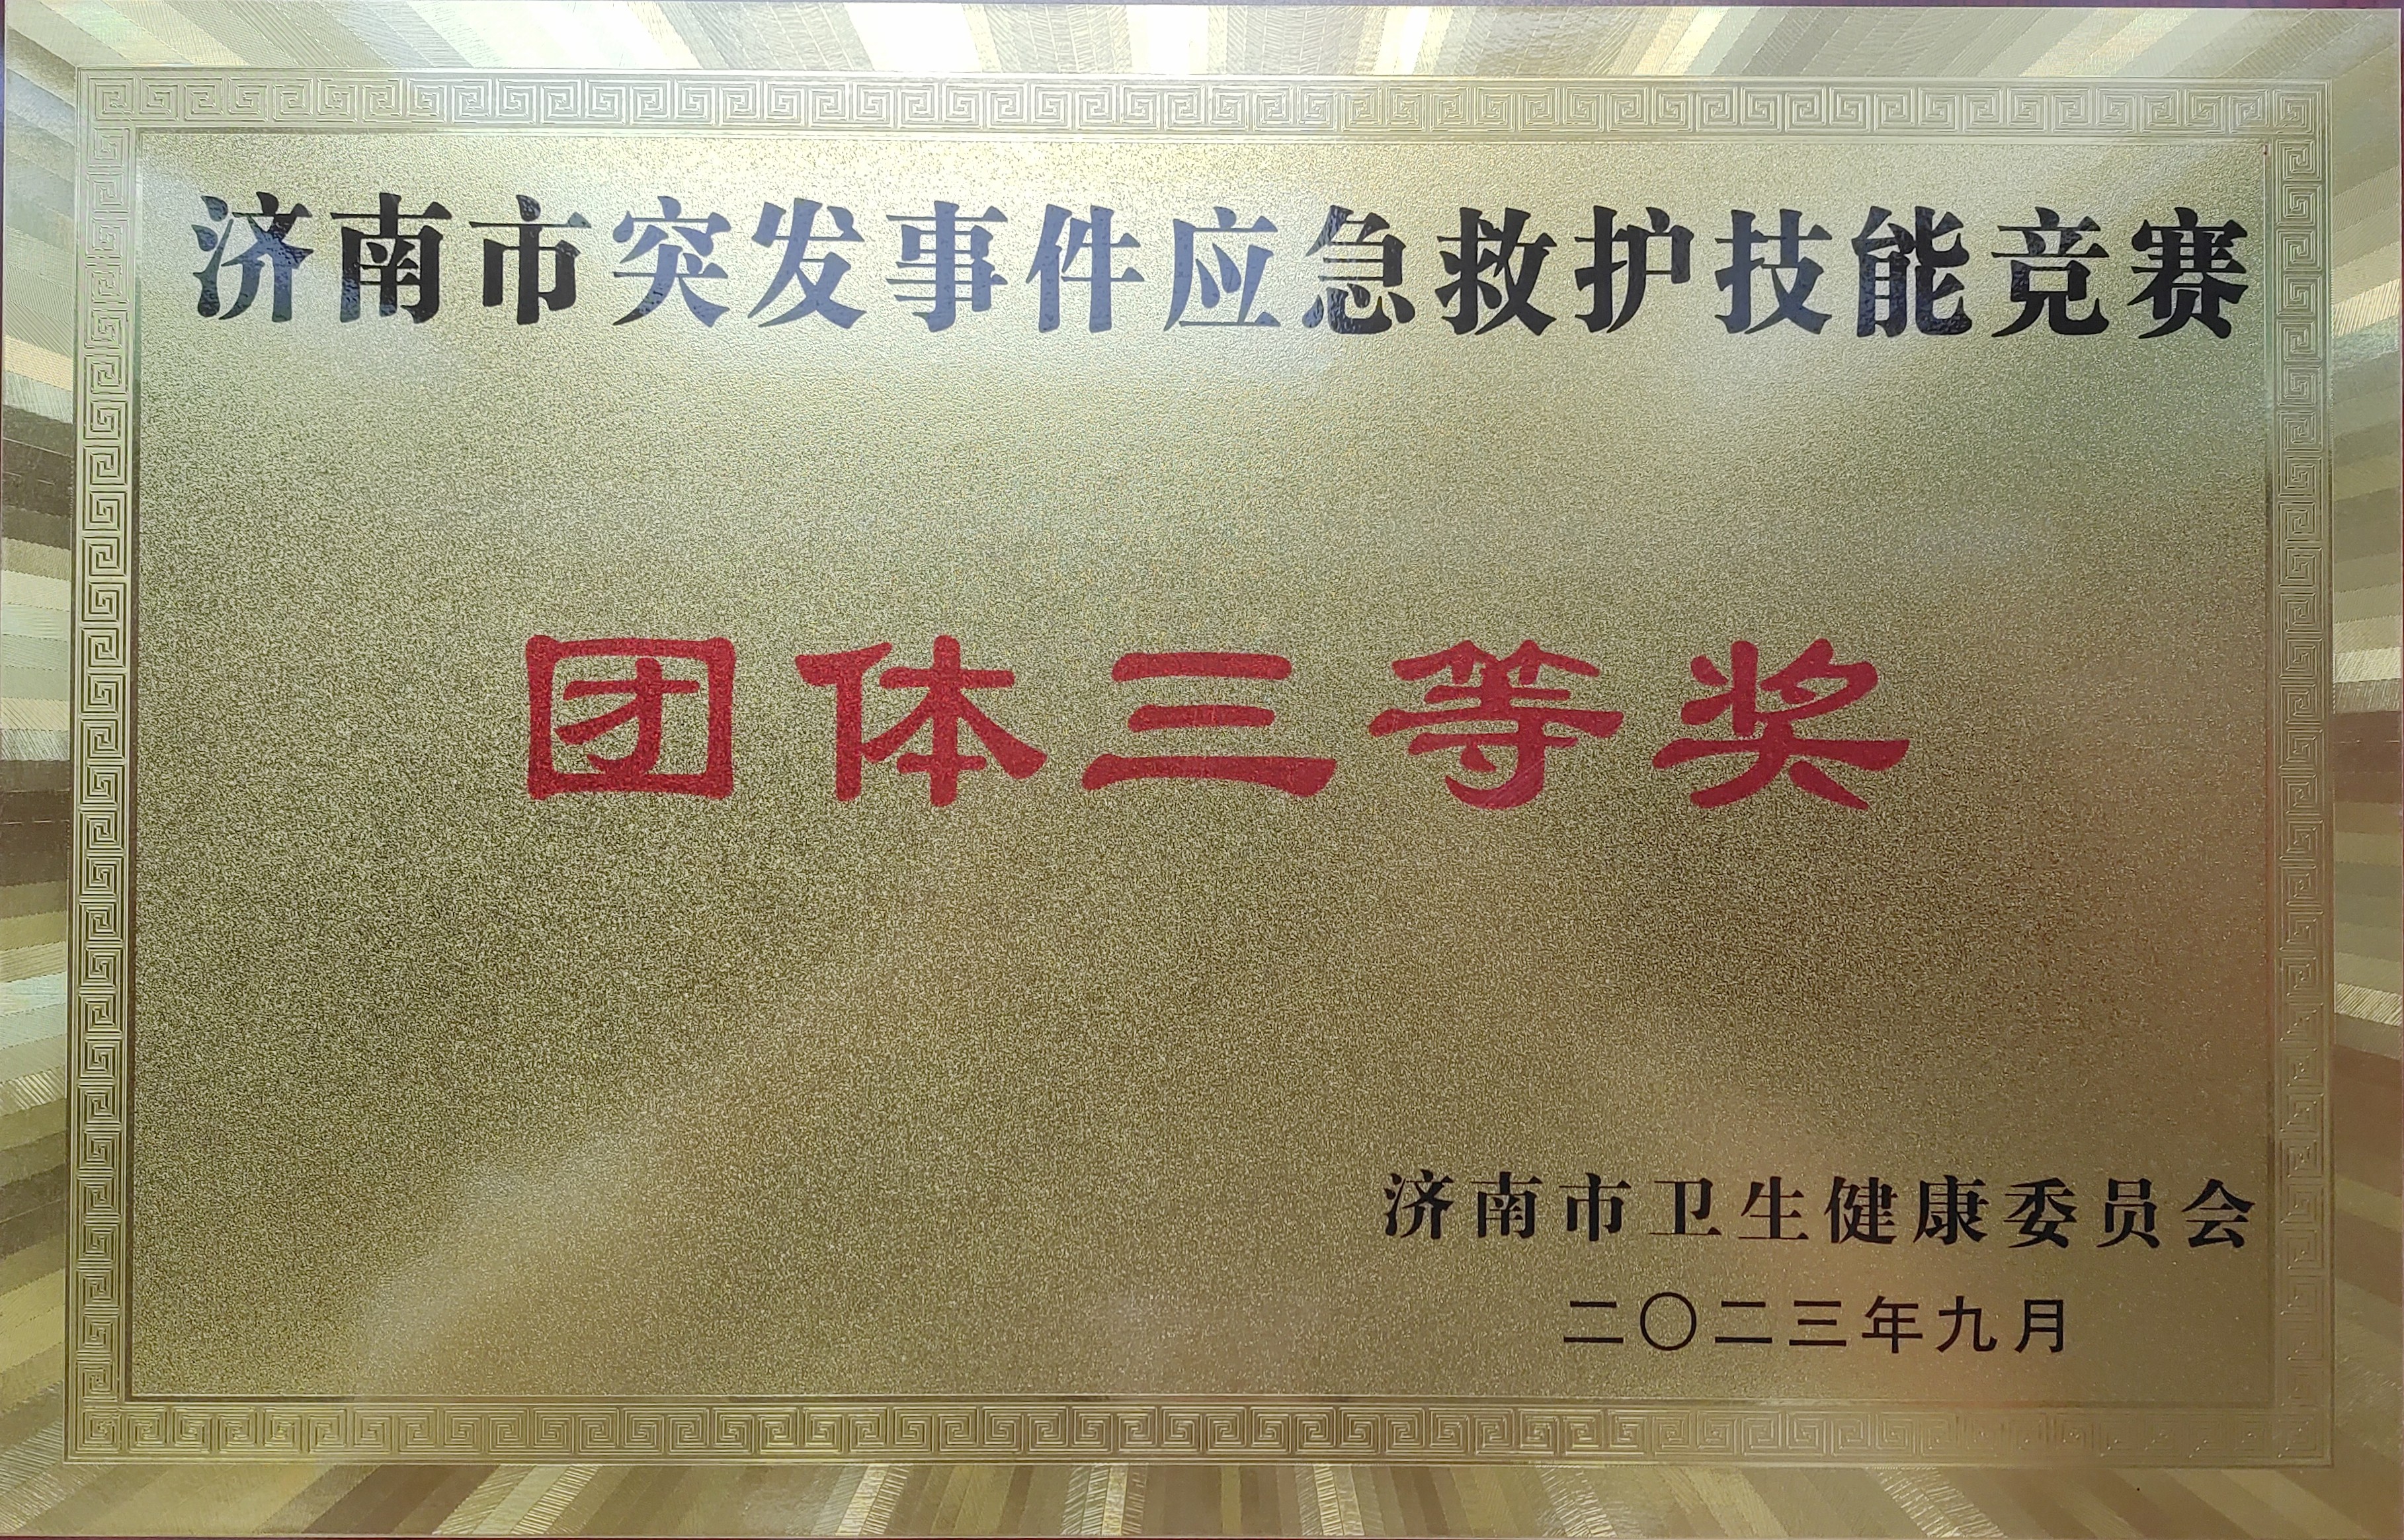 济南市突发事件应急救护技能竞赛
团体三等奖
济南市卫生健康委员会
二〇二三年九月